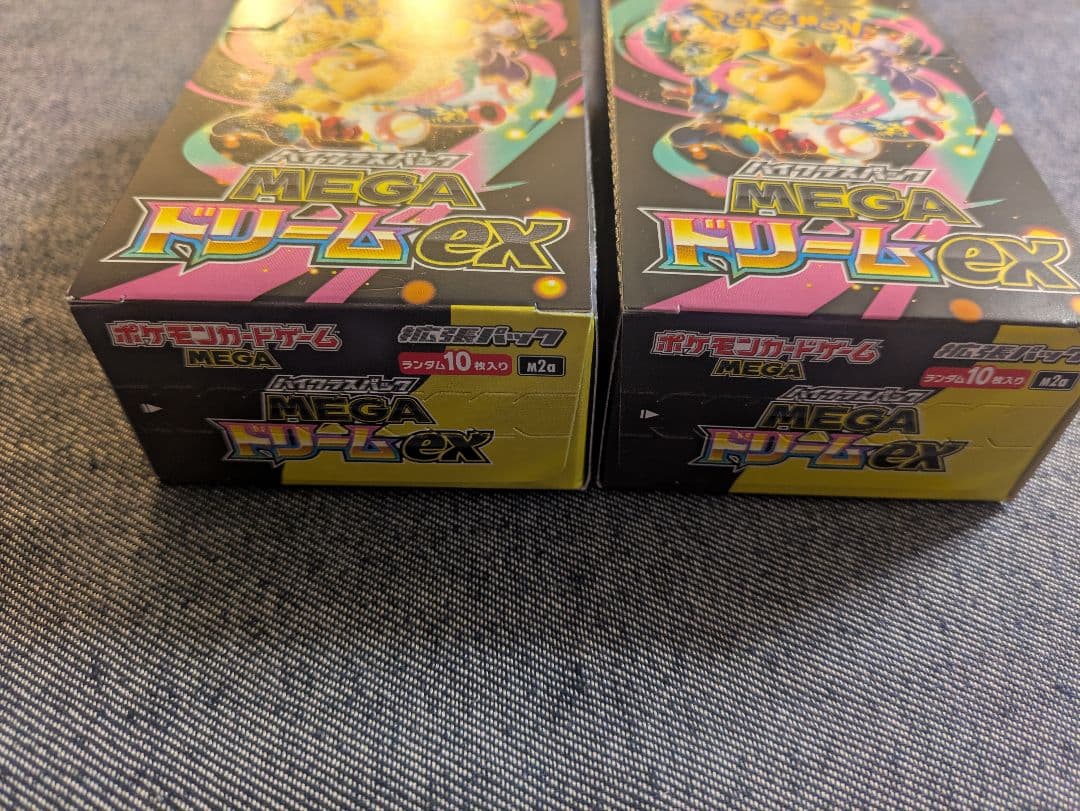 ハイクラスパック
MEGA
ドリームex
ポケモンカードゲーム
MEGA
拡張パック
ランダム10枚入り
M2a
ハイクラスパック
MEGA
ドリームex
POKÉMON
ハイクラスパック
MEGA
ドリームex
ポケモンカードゲーム
MEGA
拡張パック
ランダム10枚入り
M2a
ハイクラスパック
MEGA
ドリームex